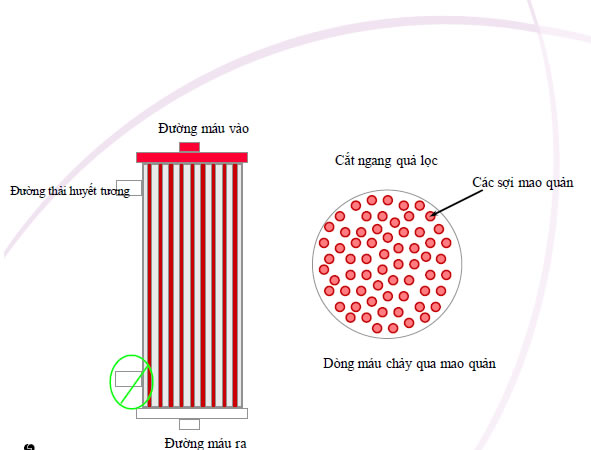 Đường máu vào
Cắt ngang quả lọc
Các sợi mao quản
Đường thải huyết tương
Dòng máu chảy qua mao quản
Đường máu ra